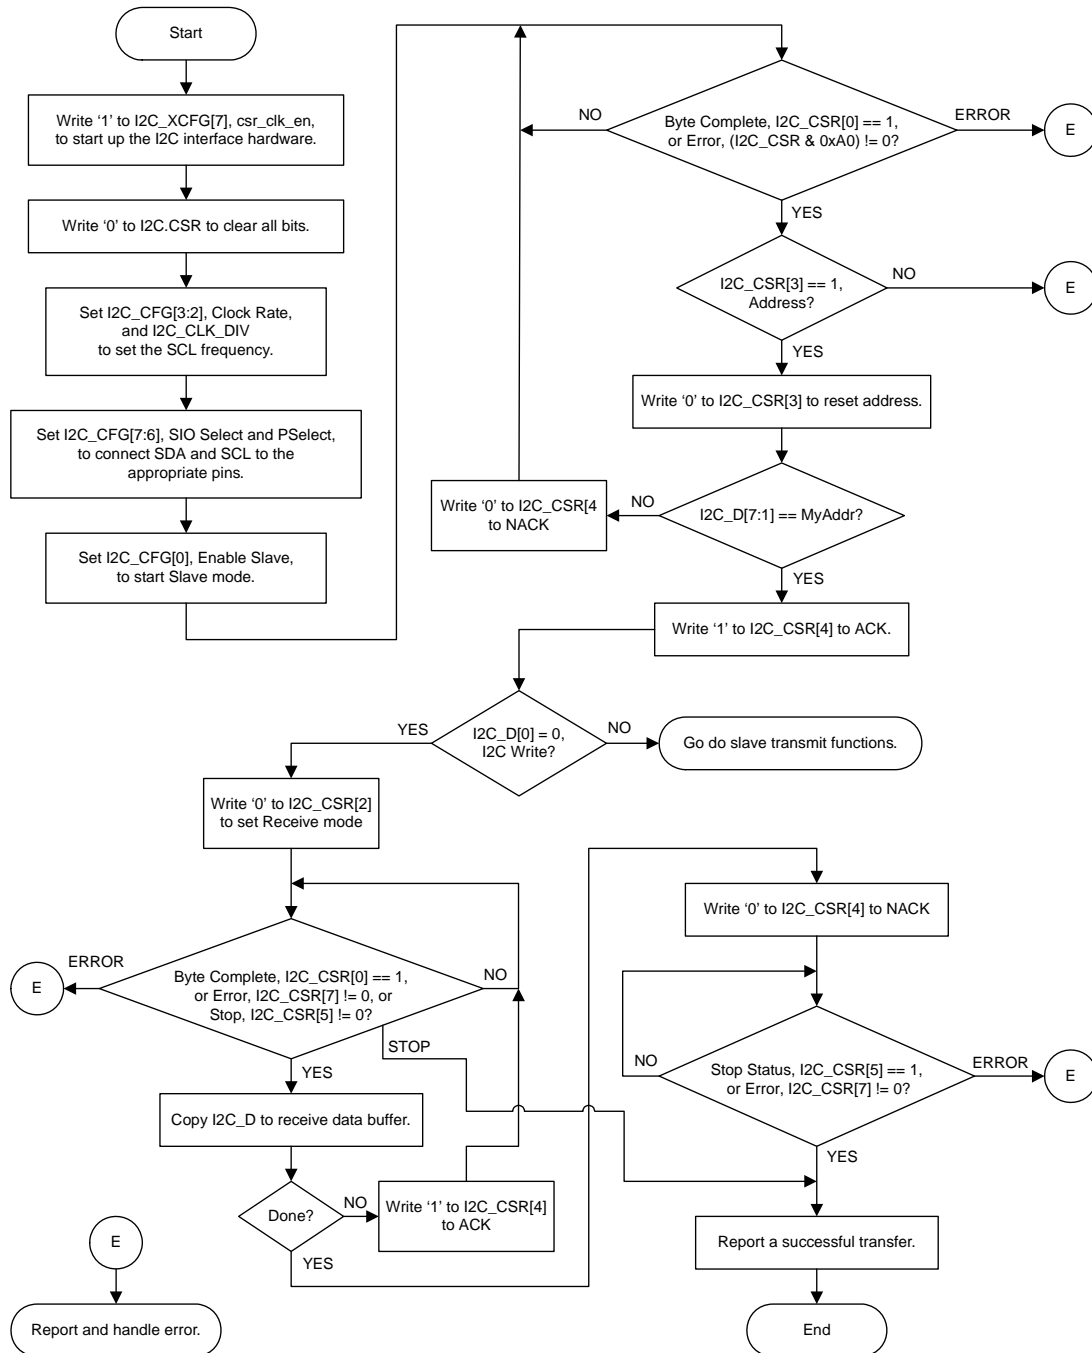 Start
Write ‘1’ to I2C_XCFG[7], csr_clk_en,
to start up the I2C interface hardware.
Write ‘0’ to I2C.CSR to clear all bits.
Set I2C_CFG[3:2], Clock Rate,
and I2C_CLK_DIV
to set the SCL frequency.
Set I2C_CFG[7:6], SIO Select and PSelect,
to connect SDA and SCL to the
appropriate pins.
Set I2C_CFG[0], Enable Slave,
to start Slave mode.
NO
Byte Complete, I2C_CSR[0] == 1,
or Error, (I2C_CSR & 0xA0) != 0?
ERROR
E
YES
I2C_CSR[3] == 1,
Address?
NO
E
YES
Write ‘0’ to I2C_CSR[3] to reset address.
I2C_D[7:1] == MyAddr?
NO
Write ‘0’ to I2C_CSR[4
to NACK
YES
Write ‘1’ to I2C_CSR[4] to ACK.
YES
I2C_D[0] = 0,
I2C Write?
NO
Go do slave transmit functions.
Write ‘0’ to I2C_CSR[2]
to set Receive mode
ERROR
E
Byte Complete, I2C_CSR[0] == 1,
or Error, I2C_CSR[7] != 0, or
Stop, I2C_CSR[5] != 0?
NO
STOP
YES
Copy I2C_D to receive data buffer.
Done?
NO
Write ‘1’ to I2C_CSR[4]
to ACK
YES
Write ‘0’ to I2C_CSR[4] to NACK
NO
Stop Status, I2C_CSR[5] == 1,
or Error, I2C_CSR[7] != 0?
ERROR
E
YES
Report a successful transfer.
End
E
Report and handle error.